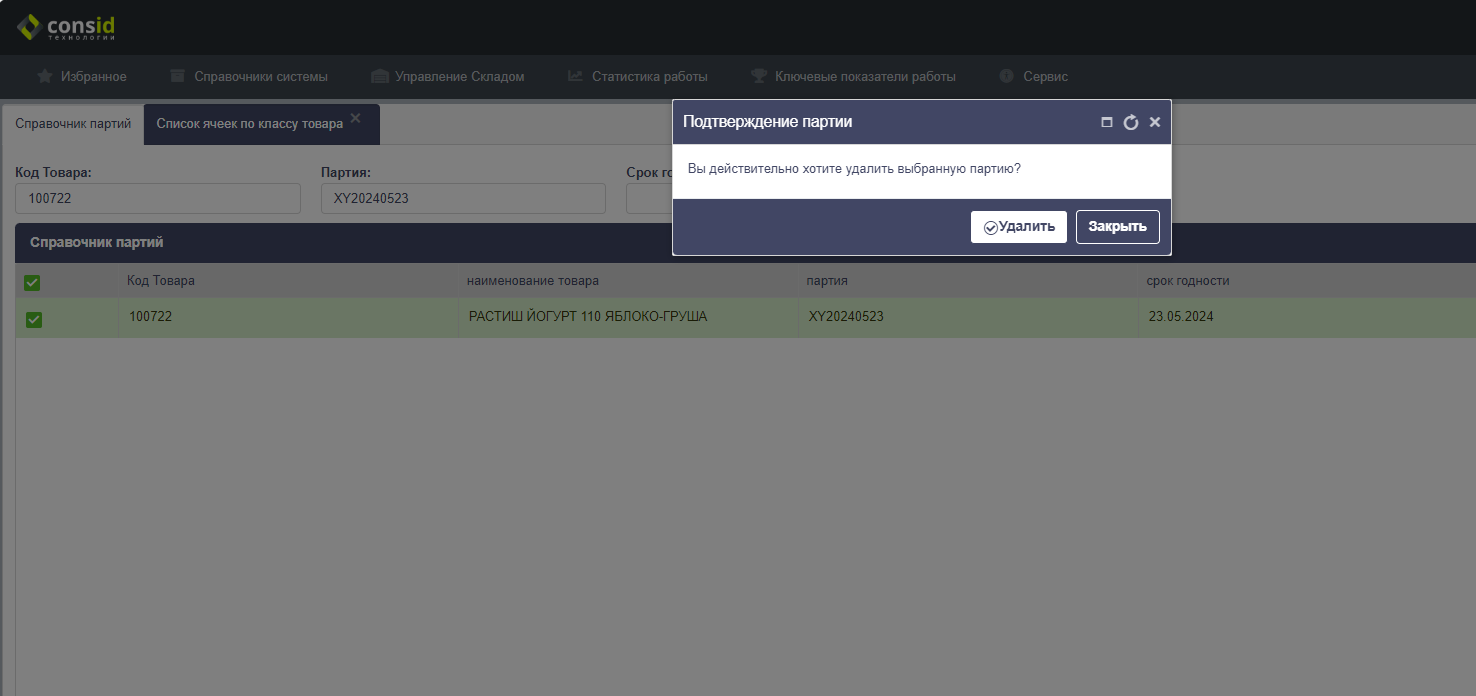 consid
технологии
Избранное Справочники системы Управление Складом Статистика работы Ключевые показатели работы Сервис
Справочник партий Список ячеек по классу товара
Подтверждение партии
Вы действительно хотите удалить выбранную партию?
Удалить Закрыть
Код Товара: Партия: Срок го
100722 XY20240523
Справочник партий
Код Товара наименование товара партия срок годности
100722 РАСТИШ ЙОГУРТ 110 ЯБЛОКО-ГРУША XY20240523 23.05.2024